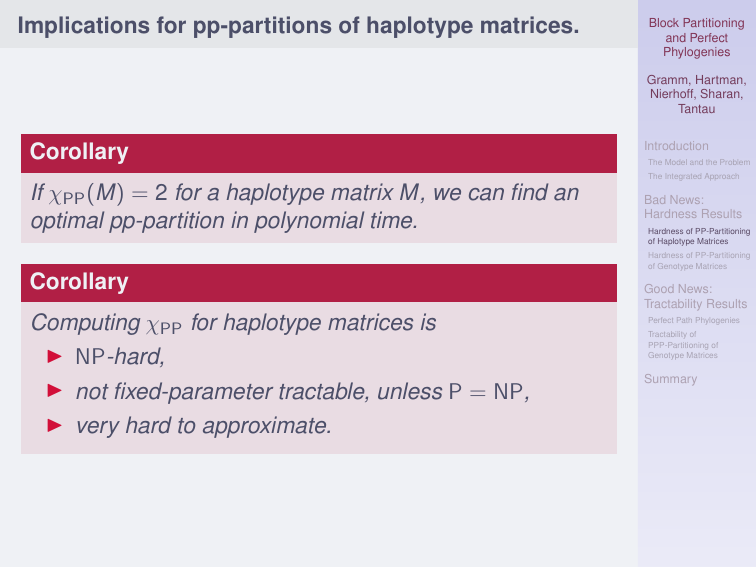 Implications for pp-partitions of haplotype matrices.
Corollary
If χPP(M) = 2 for a haplotype matrix M, we can find an
optimal pp-partition in polynomial time.
Corollary
Computing χPP for haplotype matrices is
▶ NP-hard,
▶ not fixed-parameter tractable, unless P = NP,
▶ very hard to approximate.
Block Partitioning
and Perfect
Phylogenies
Gramm, Hartman,
Nierhoff, Sharan,
Tantau
Introduction
The Model and the Problem
The Integrated Approach
Bad News:
Hardness Results
Hardness of PP-Partitioning
of Haplotype Matrices
Hardness of PP-Partitioning
of Genotype Matrices
Good News:
Tractability Results
Perfect Path Phylogenies
Tractability of
PPP-Partitioning of
Genotype Matrices
Summary